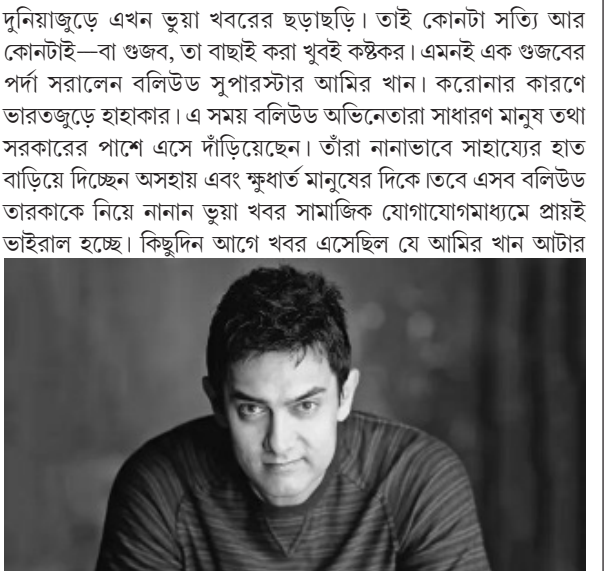 দুনিয়াজুড়ে এখন ভুয়া খবরের ছড়াছড়ি। তাই কোনটা সত্যি আর
কোনটাই—বা গুজব, তা বাছাই করা খুবই কষ্টকর। এমনই এক গুজবের
পর্দা সরালেন বলিউড সুপারস্টার আমির খান। করোনার কারণে
ভারতজুড়ে হাহাকার। এ সময় বলিউড অভিনেতারা সাধারণ মানুষ তথা
সরকারের পাশে এসে দাঁড়িয়েছেন। তাঁরা নানাভাবে সাহায্যের হাত
বাড়িয়ে দিচ্ছেন অসহায় এবং ক্ষুধার্ত মানুষের দিকে।তবে এসব বলিউড
তারকাকে নিয়ে নানান ভুয়া খবর সামাজিক যোগাযোগমাধ্যমে প্রায়ই
ভাইরাল হচ্ছে। কিছুদিন আগে খবর এসেছিল যে আমির খান আটার